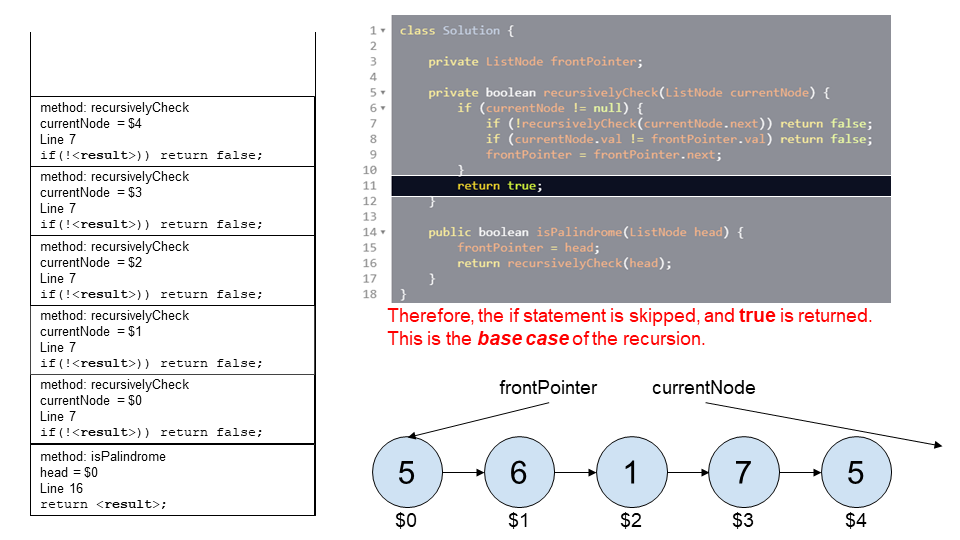 method: recursivelyCheck
currentNode = $4
Line 7
if(!<result>)) return false;
method: recursivelyCheck
currentNode = $3
Line 7
if(!<result>)) return false;
method: recursivelyCheck
currentNode = $2
Line 7
if(!<result>)) return false;
method: recursivelyCheck
currentNode = $1
Line 7
if(!<result>)) return false;
method: recursivelyCheck
currentNode = $0
Line 7
if(!<result>)) return false;
method: isPalindrome
head = $0
Line 16
return <result>;
1 class Solution {
2
3 private ListNode frontPointer;
4
5 private boolean recursivelyCheck(ListNode currentNode) {
6 if (currentNode != null) {
7 if (!recursivelyCheck(currentNode.next)) return false;
8 if (currentNode.val != frontPointer.val) return false;
9 frontPointer = frontPointer.next;
10 }
11 return true;
12 }
13
14 public boolean isPalindrome(ListNode head) {
15 frontPointer = head;
16 return recursivelyCheck(head);
17 }
18 }
Therefore, the if statement is skipped, and true is returned.
This is the base case of the recursion.
frontPointer currentNode
5 6 1 7 5
$0 $1 $2 $3 $4